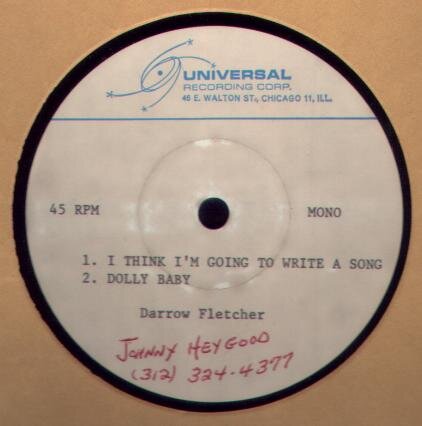 UNIVERSAL
RECORDING CORP.
46 E. WALTON ST., CHICAGO 11, ILL.
45 RPM MONO
1. I THINK I'M GOING TO WRITE A SONG
2. DOLLY BABY
Darrow Fletcher
JOHNNY HEYGOOD
(312) 324-4377